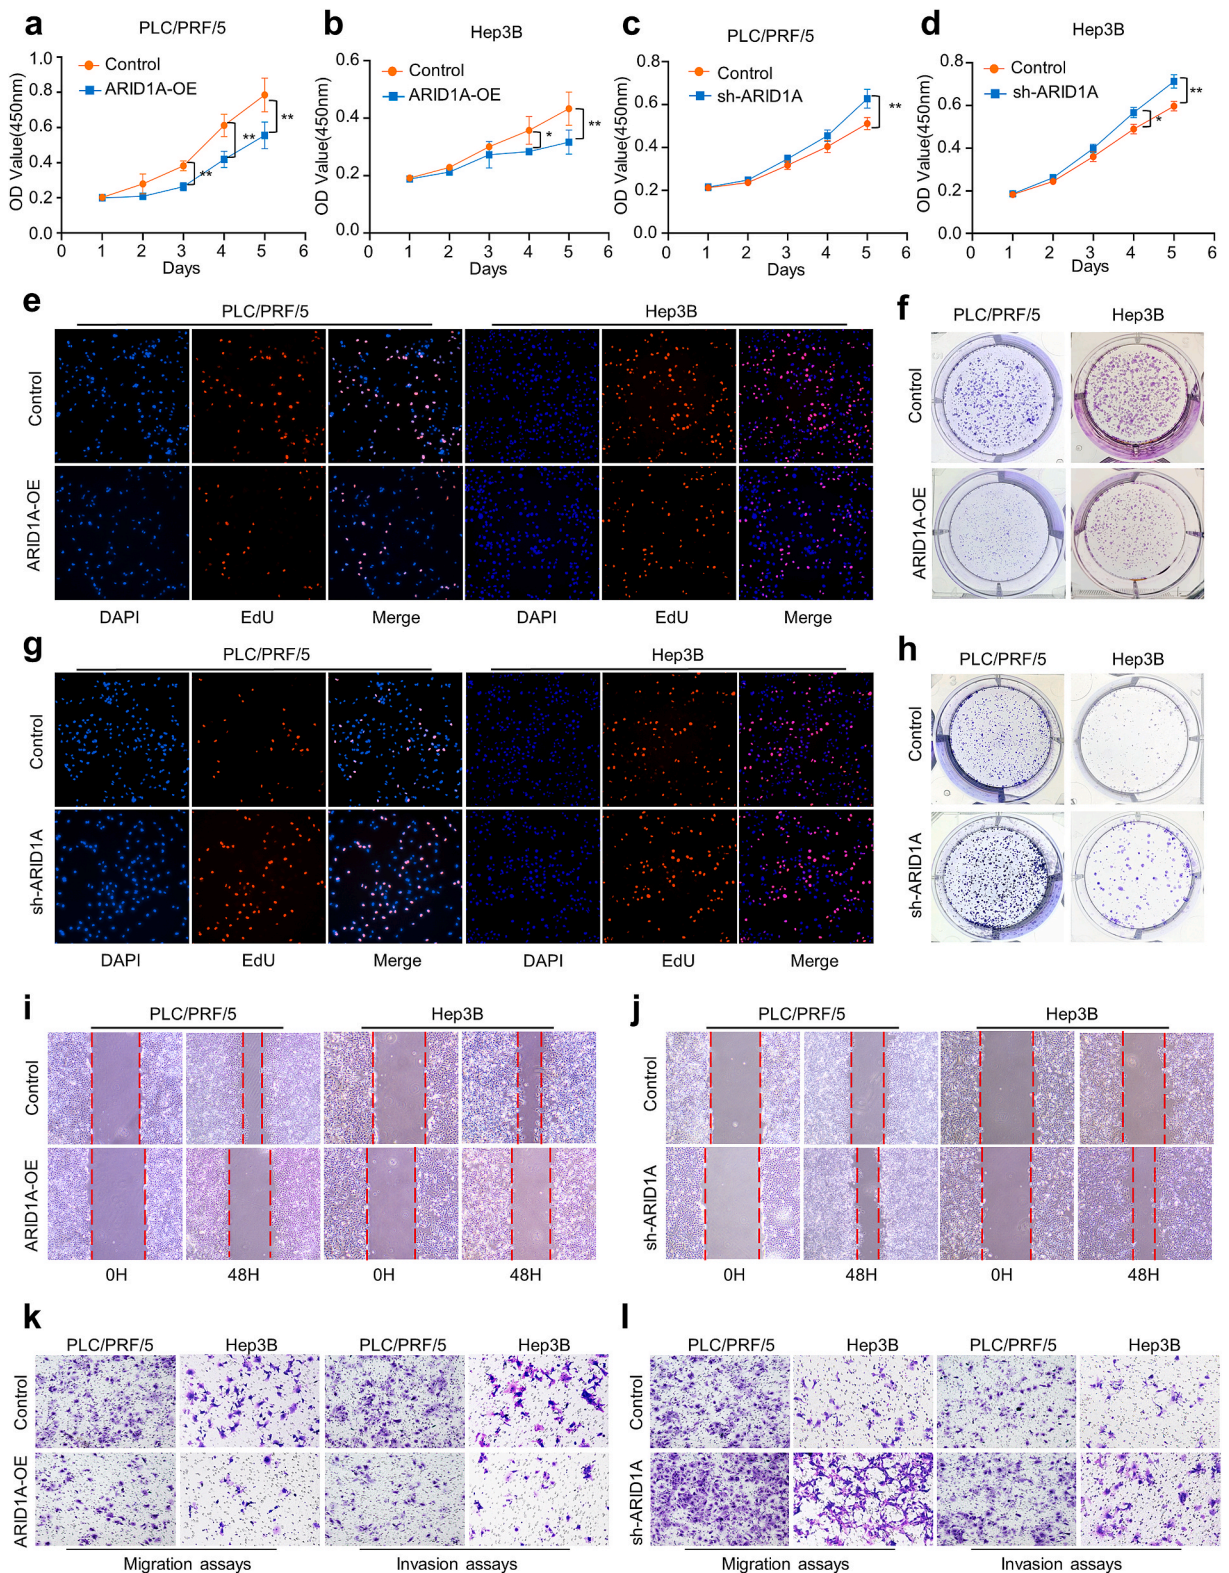 a
PLC/PRF/5
OD Value(450nm)
1.0
0.8
0.6
0.4
0.2
0.0
Control
ARID1A-OE
**
**
**
0 1 2 3 4 5 6
Days
b
Hep3B
OD Value(450nm)
0.6
0.4
0.2
0.0
Control
ARID1A-OE
*
**
0 1 2 3 4 5 6
Days
c
PLC/PRF/5
OD Value(450nm)
0.8
0.6
0.4
0.2
0.0
Control
sh-ARID1A
**
0 1 2 3 4 5 6
Days
d
Hep3B
OD Value(450nm)
0.8
0.6
0.4
0.2
0.0
Control
sh-ARID1A
*
**
0 1 2 3 4 5 6
Days
e
PLC/PRF/5 Hep3B
Control
ARID1A-OE
DAPI EdU Merge DAPI EdU Merge
f
PLC/PRF/5 Hep3B
Control
ARID1A-OE
g
PLC/PRF/5 Hep3B
Control
sh-ARID1A
DAPI EdU Merge DAPI EdU Merge
h
PLC/PRF/5 Hep3B
Control
sh-ARID1A
i
PLC/PRF/5 Hep3B
Control
ARID1A-OE
0H 48H 0H 48H
j
PLC/PRF/5 Hep3B
Control
sh-ARID1A
0H 48H 0H 48H
k
PLC/PRF/5 Hep3B PLC/PRF/5 Hep3B
Control
ARID1A-OE
Migration assays Invasion assays
l
PLC/PRF/5 Hep3B PLC/PRF/5 Hep3B
Control
sh-ARID1A
Migration assays Invasion assays